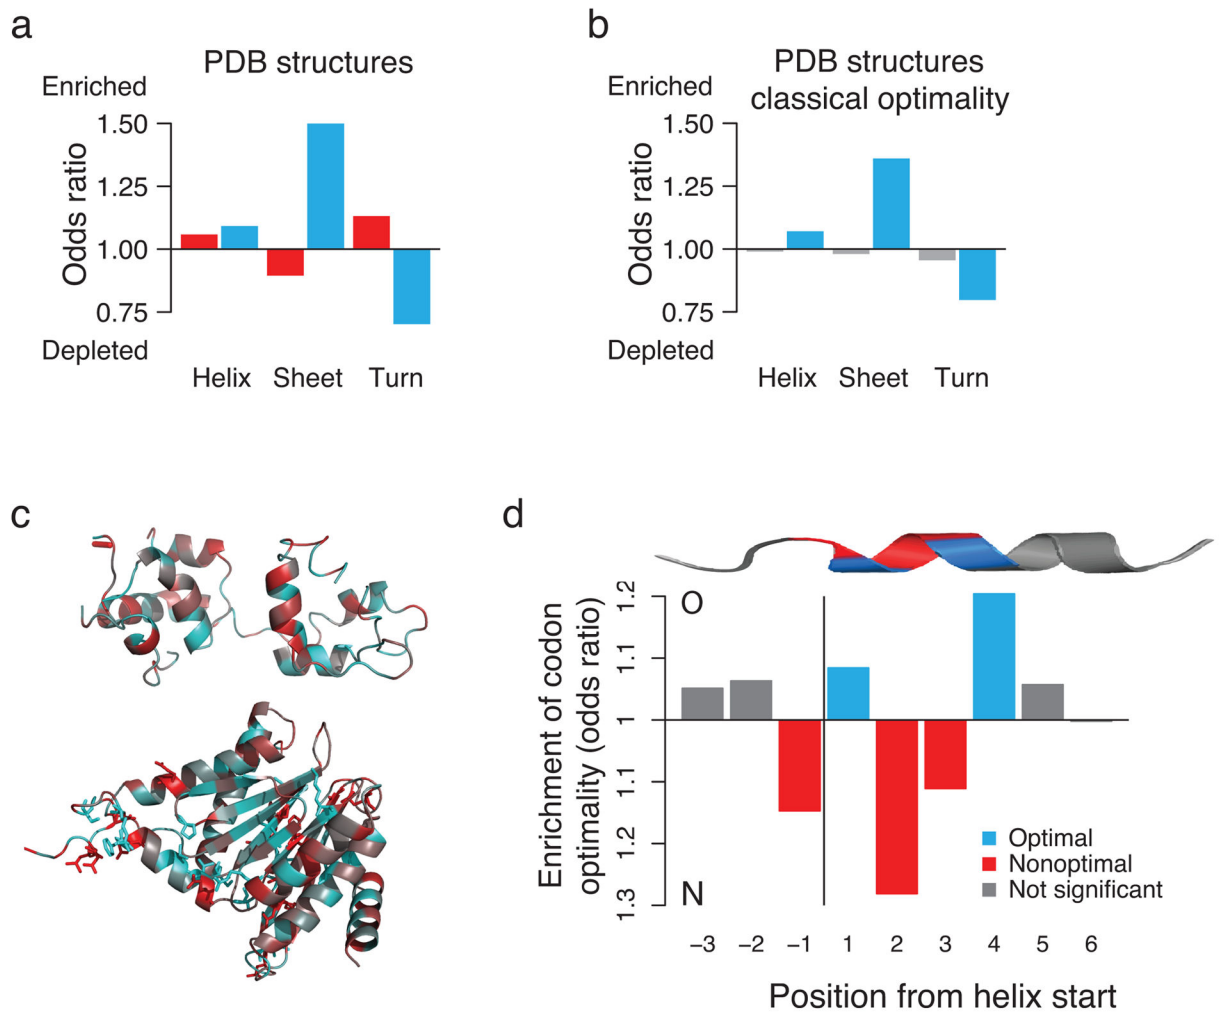 a
PDB structures
Enriched
1.50
1.25
1.00
0.75
Odds ratio
Depleted
Helix Sheet Turn
b
PDB structures
classical optimality
Enriched
1.50
1.25
1.00
0.75
Odds ratio
Depleted
Helix Sheet Turn
c
d
Enrichment of codon
optimality (odds ratio)
1.2
1.1
1
1.1
1.2
1.3
O
N
Optimal
Nonoptimal
Not significant
−3 −2 −1 1 2 3 4 5 6
Position from helix start